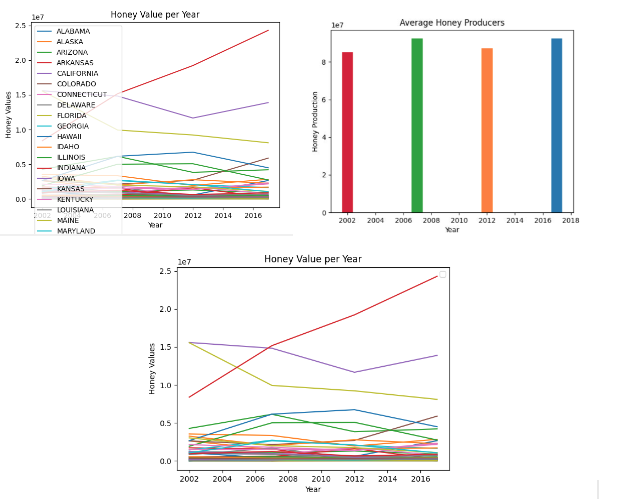 Honey Value per Year
1e7
2.5
2.0
1.5
1.0
0.5
0.0
Honey Values
ALABAMA
ALASKA
ARIZONA
ARKANSAS
CALIFORNIA
COLORADO
CONNECTICUT
DELAWARE
FLORIDA
GEORGIA
HAWAII
IDAHO
ILLINOIS
INDIANA
IOWA
KANSAS
KENTUCKY
LOUISIANA
MAINE
MARYLAND
2002 2006 2008 2010 2012 2014 2016
Year
Average Honey Producers
1e7
8
6
4
2
0
Honey Production
2002 2004 2006 2008 2010 2012 2014 2016 2018
Year
Honey Value per Year
1e7
2.5
2.0
1.5
1.0
0.5
0.0
Honey Values
2002 2004 2006 2008 2010 2012 2014 2016
Year